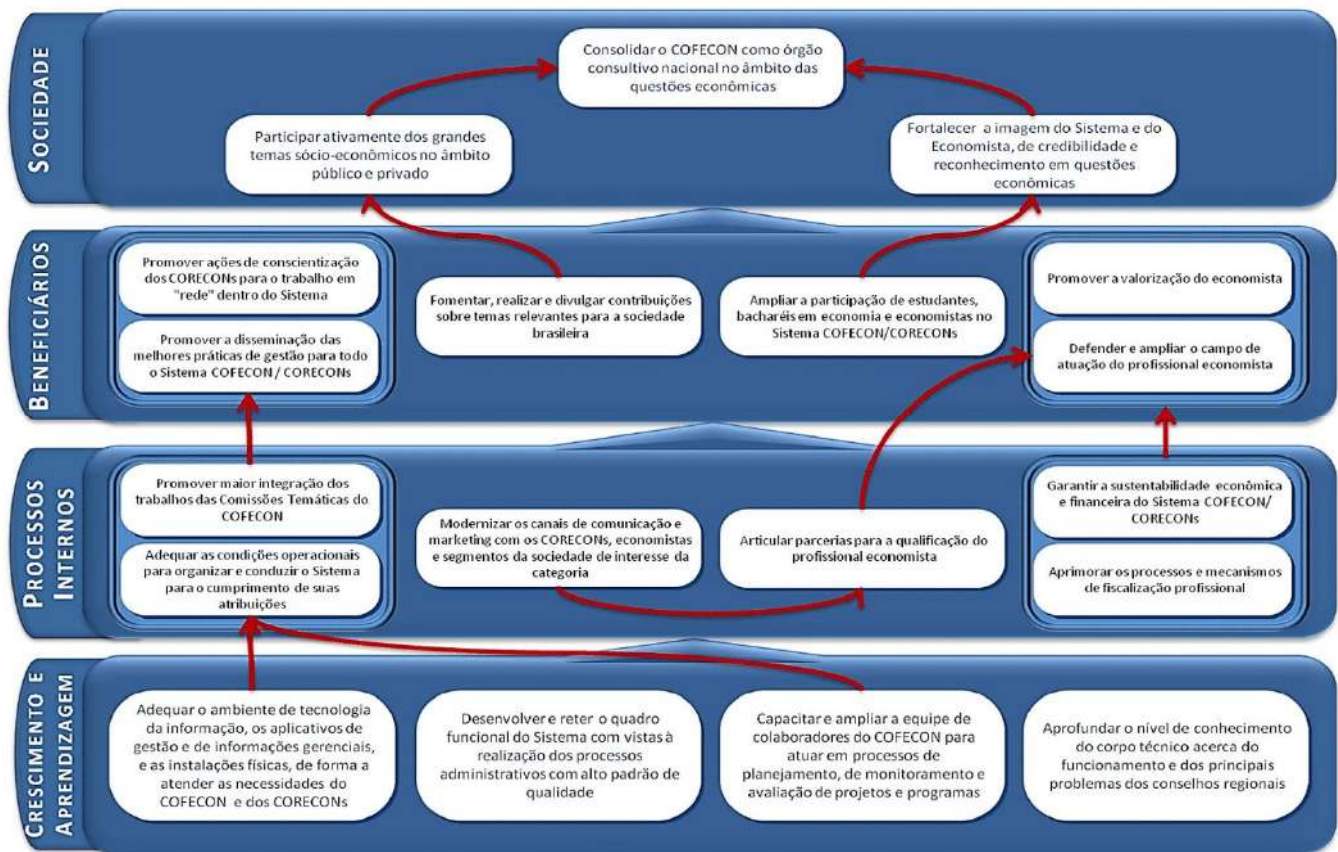 SOCIEDADE
Consolidar o COFECON como órgão
consultivo nacional no âmbito das
questões econômicas
Participar ativamente dos grandes
temas sócio-econômicos no âmbito
público e privado
Fortalecer a imagem do Sistema e do
Economista, de credibilidade e
reconhecimento em questões
econômicas
BENEFICIÁRIOS
Promover ações de conscientização
dos CORECONs para o trabalho em
"rede" dentro do Sistema
Promover a disseminação das
melhores práticas de gestão para todo
o Sistema COFECON / CORECONs
Fomentar, realizar e divulgar contribuições
sobre temas relevantes para a sociedade
brasileira
Ampliar a participação de estudantes,
bacharéis em economia e economistas no
Sistema COFECON/CORECONs
Promover a valorização do economista
Defender e ampliar o campo de
atuação do profissional economista
PROCESSOS
INTERNOS
Promover maior integração dos
trabalhos das Comissões Temáticas do
COFECON
Adequar as condições operacionais
para organizar e conduzir o Sistema
para o cumprimento de suas
atribuições
Modernizar os canais de comunicação e
marketing com os CORECONs, economistas
e segmentos da sociedade de interesse da
categoria
Articular parcerias para a qualificação do
profissional economista
Garantir a sustentabilidade econômica
e financeira do Sistema COFECON/
CORECONs
Aprimorar os processos e mecanismos
de fiscalização profissional
CRESCIMENTO E
APRENDIZAGEM
Adequar o ambiente de tecnologia
da informação, os aplicativos de
gestão e de informações gerenciais,
e as instalações físicas, de forma a
atender as necessidades do
COFECON e dos CORECONs
Desenvolver e reter o quadro
funcional do Sistema com vistas à
realização dos processos
administrativos com alto padrão de
qualidade
Capacitar e ampliar a equipe de
colaboradores do COFECON para
atuar em processos de
planejamento, de monitoramento e
avaliação de projetos e programas
Aprofundar o nível de conhecimento
do corpo técnico acerca do
funcionamento e dos principais
problemas dos conselhos regionais